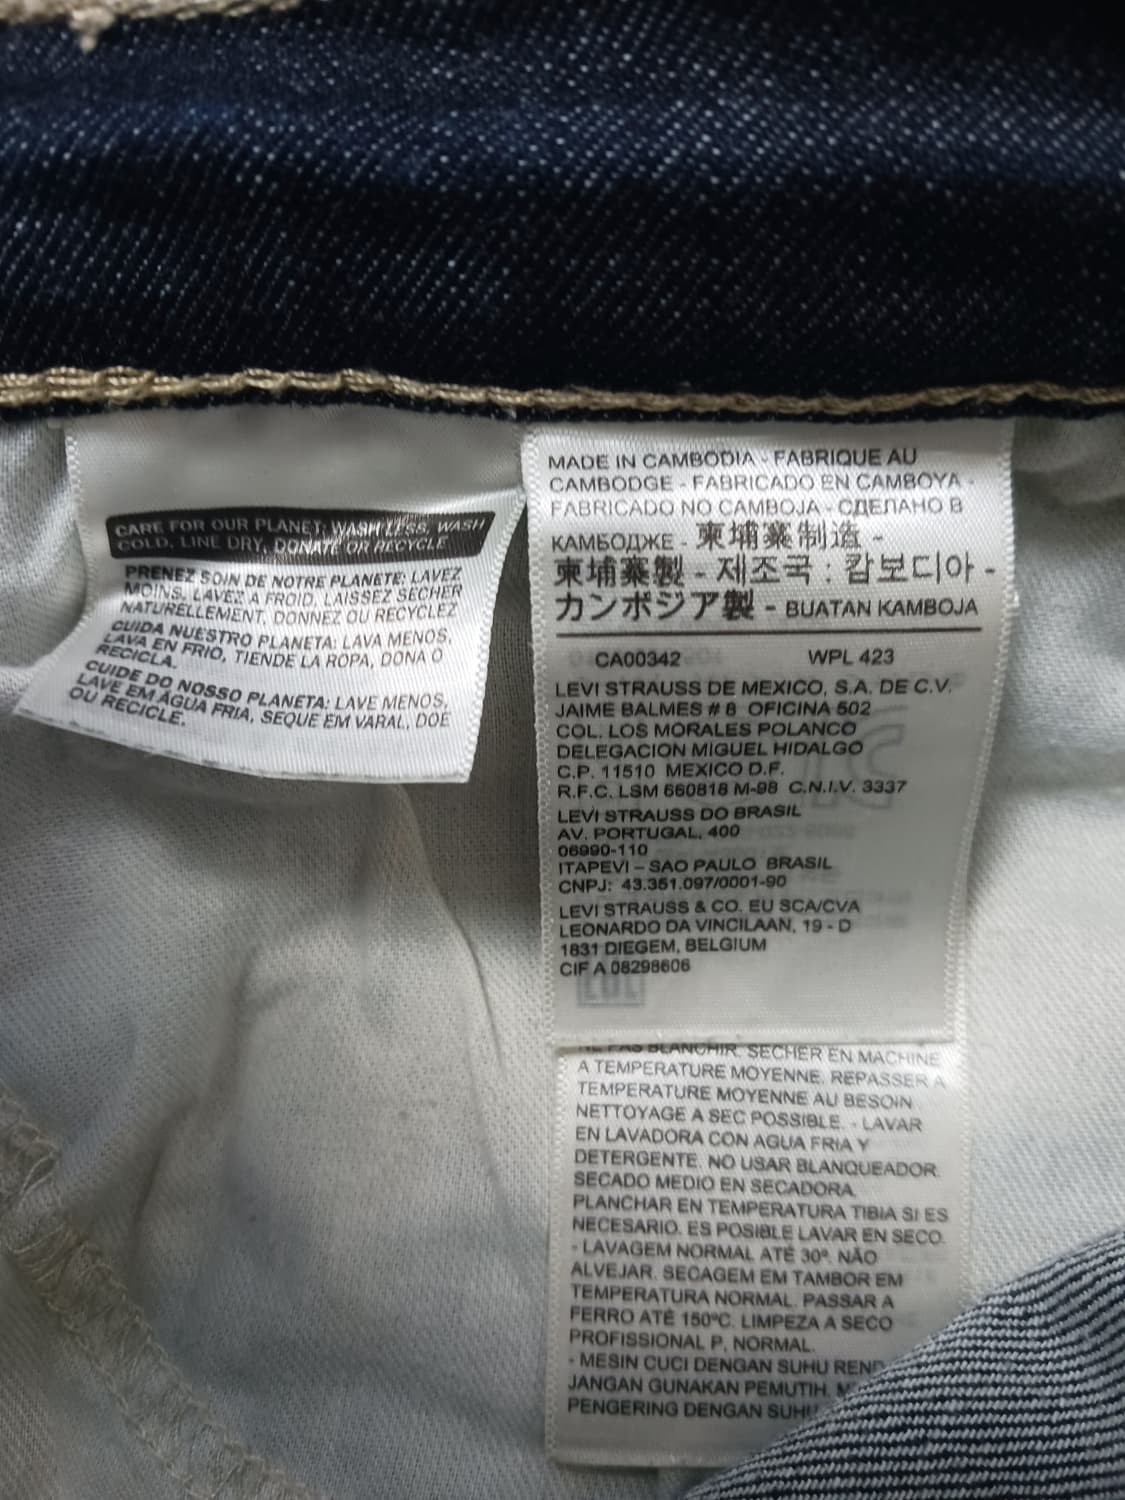 CARE FOR OUR PLANET: WASH LESS, WASH
COLD, LINE DRY, DONATE OR RECYCLE
PRENEZ SOIN DE NOTRE PLANETE: LAVEZ
MOINS, LAVEZ A FROID, LAISSEZ SECHER
NATURELLEMENT, DONNEZ OU RECYCLEZ
CUIDA NUESTRO PLANETA: LAVA MENOS,
LAVA EN FRIO, TIENDE LA ROPA, DONA O
RECICLA.
CUIDE DO NOSSO PLANETA: LAVE MENOS,
LAVE EM ÁGUA FRIA, SEQUE EM VARAL, DOE
OU RECICLE.
MADE IN CAMBODIA - FABRIQUE AU
CAMBODGE - FABRICADO EN CAMBOYA -
FABRICADO NO CAMBOJA - СДЕЛАНО В
КАМБОДЖЕ - 柬埔寨制造 -
柬埔寨製 - 제조국 : 캄보디아 -
カンボジア製 - BUATAN KAMBOJA
CA00342 WPL 423
LEVI STRAUSS DE MEXICO, S.A. DE C.V.
JAIME BALMES # 8 OFICINA 502
COL. LOS MORALES POLANCO
DELEGACION MIGUEL HIDALGO
C.P. 11510 MEXICO D.F.
R.F.C. LSM 660818 M-98 C.N.I.V. 3337
LEVI STRAUSS DO BRASIL
AV. PORTUGAL, 400
06990-110
ITAPEVI – SAO PAULO BRASIL
CNPJ: 43.351.097/0001-90
LEVI STRAUSS & CO. EU SCA/CVA
LEONARDO DA VINCILAAN, 19 - D
1831 DIEGEM, BELGIUM
CIF A 08298606
NE PAS BLANCHIR. SECHER EN MACHINE
A TEMPERATURE MOYENNE. REPASSER A
TEMPERATURE MOYENNE AU BESOIN
NETTOYAGE A SEC POSSIBLE. - LAVAR
EN LAVADORA CON AGUA FRIA Y
DETERGENTE. NO USAR BLANQUEADOR.
SECADO MEDIO EN SECADORA.
PLANCHAR EN TEMPERATURA TIBIA SI ES
NECESARIO. ES POSIBLE LAVAR EN SECO.
- LAVAGEM NORMAL ATÉ 30º. NÃO
ALVEJAR. SECAGEM EM TAMBOR EM
TEMPERATURA NORMAL. PASSAR A
FERRO ATÉ 150ºC. LIMPEZA A SECO
PROFISSIONAL P, NORMAL.
- MESIN CUCI DENGAN SUHU REND
JANGAN GUNAKAN PEMUTIH. M
PENGERING DENGAN SUHU